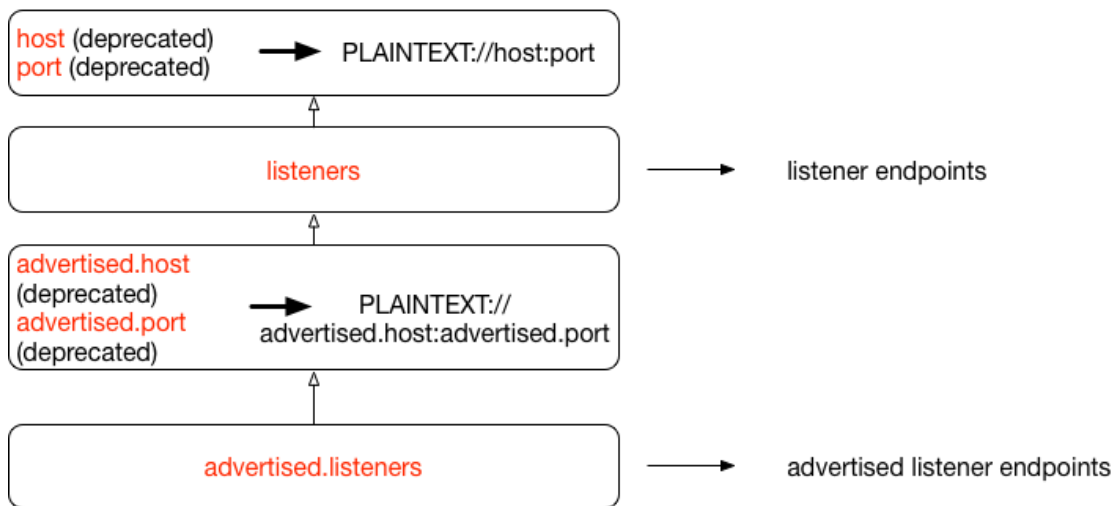 host (deprecated)
port (deprecated)
PLAINTEXT://host:port
listeners
listener endpoints
advertised.host
(deprecated)
advertised.port
(deprecated)
PLAINTEXT://
advertised.host:advertised.port
advertised.listeners
advertised listener endpoints